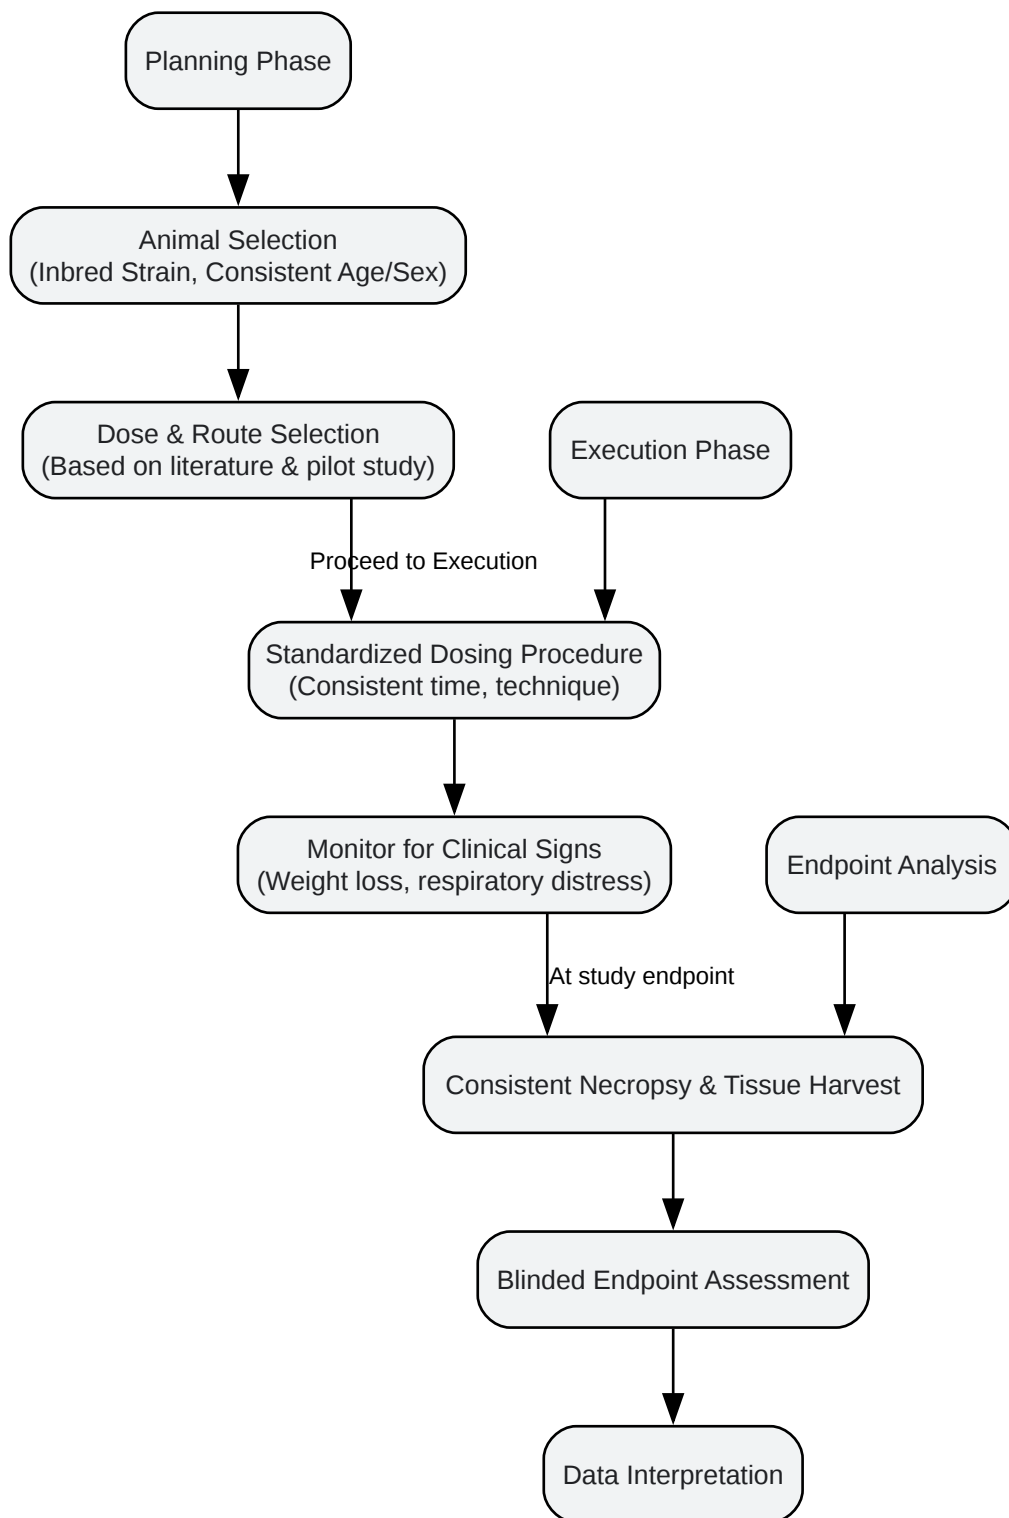 Planning Phase
Animal Selection
(Inbred Strain, Consistent Age/Sex)
Dose & Route Selection
(Based on literature & pilot study)
Execution Phase
Proceed to Execution
Standardized Dosing Procedure
(Consistent time, technique)
Monitor for Clinical Signs
(Weight loss, respiratory distress)
Endpoint Analysis
At study endpoint
Consistent Necropsy & Tissue Harvest
Blinded Endpoint Assessment
Data Interpretation